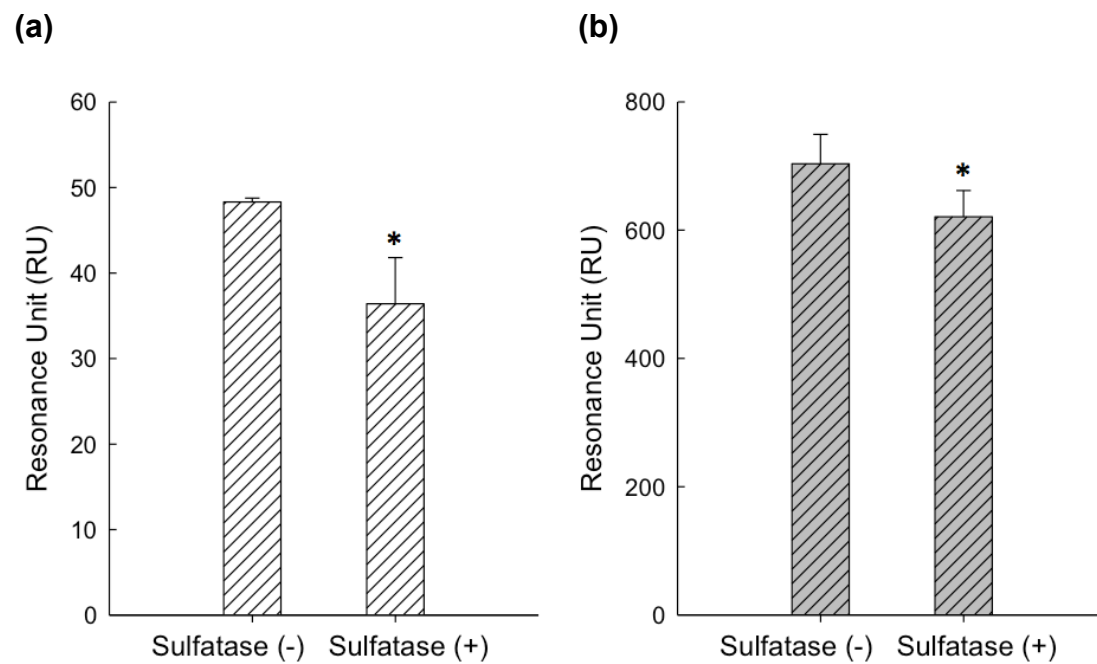 (a)
60
50
40
30
20
10
0
Resonance Unit (RU)
*
Sulfatase (-) Sulfatase (+)
(b)
800
600
400
200
0
Resonance Unit (RU)
*
Sulfatase (-) Sulfatase (+)